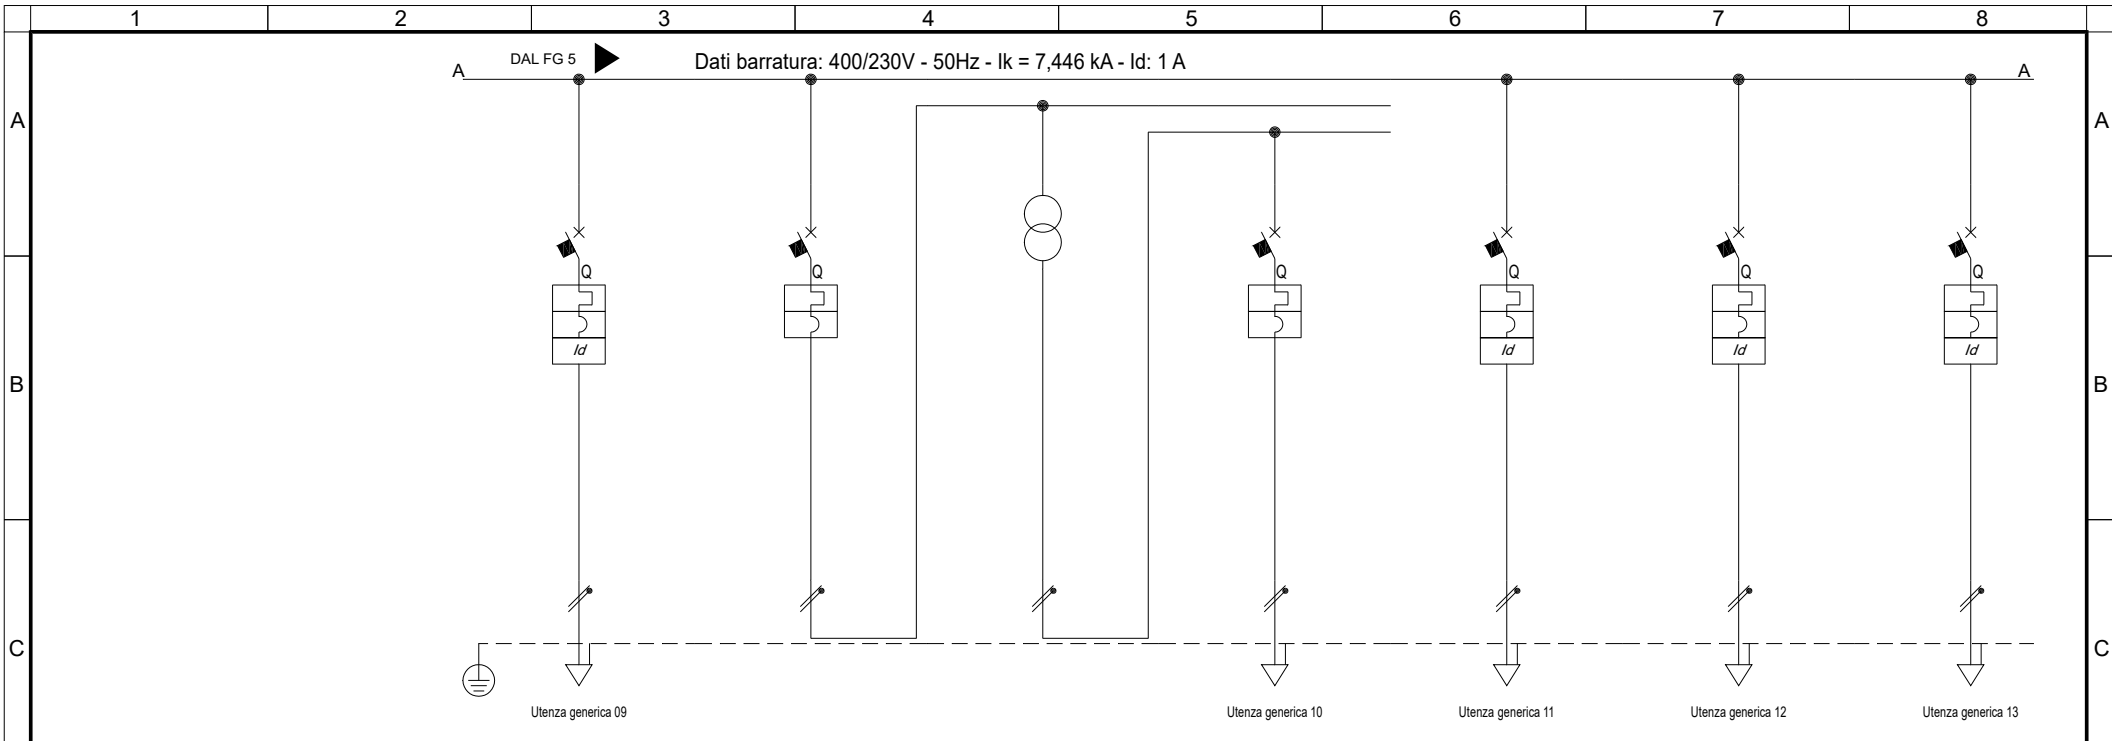 1 2 3 4 5 6 7 8
DAL FG 5 Dati barratura: 400/230V - 50Hz - Ik = 7,446 kA - Id: 1 A
A A
A A
Q Q Q Q Q Q
Id Id Id Id
B B
C C
Utenza generica 09 Utenza generica 10 Utenza generica 11 Utenza generica 12 Utenza generica 13